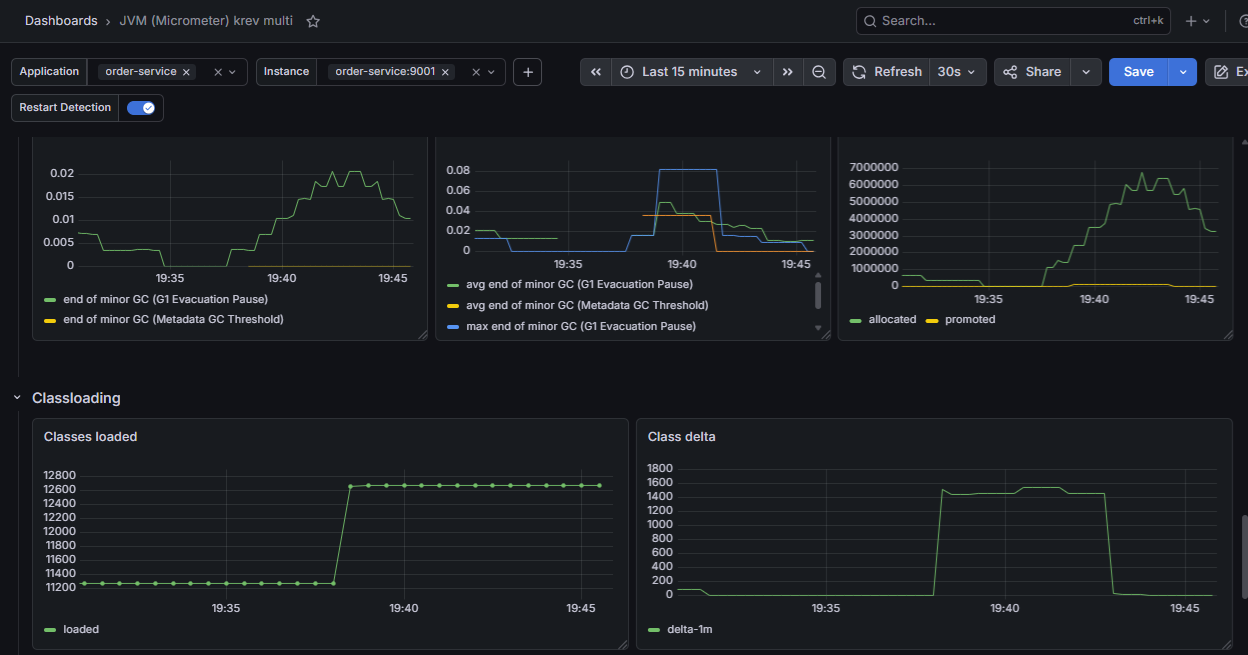 Dashboards › JVM (Micrometer) krev multi
Search... ctrl+k
Application order-service Instance order-service:9001 Last 15 minutes Refresh 30s Share Save Ex
Restart Detection
0.02
0.015
0.01
0.005
0
19:35 19:40 19:45
end of minor GC (G1 Evacuation Pause)
end of minor GC (Metadata GC Threshold)
0.08
0.06
0.04
0.02
0
19:35 19:40 19:45
avg end of minor GC (G1 Evacuation Pause)
avg end of minor GC (Metadata GC Threshold)
max end of minor GC (G1 Evacuation Pause)
7000000
6000000
5000000
4000000
3000000
2000000
1000000
0
19:35 19:40 19:45
allocated promoted
Classloading
Classes loaded
12800
12600
12400
12200
12000
11800
11600
11400
11200
19:35 19:40 19:45
loaded
Class delta
1800
1600
1400
1200
1000
800
600
400
200
0
19:35 19:40 19:45
delta-1m